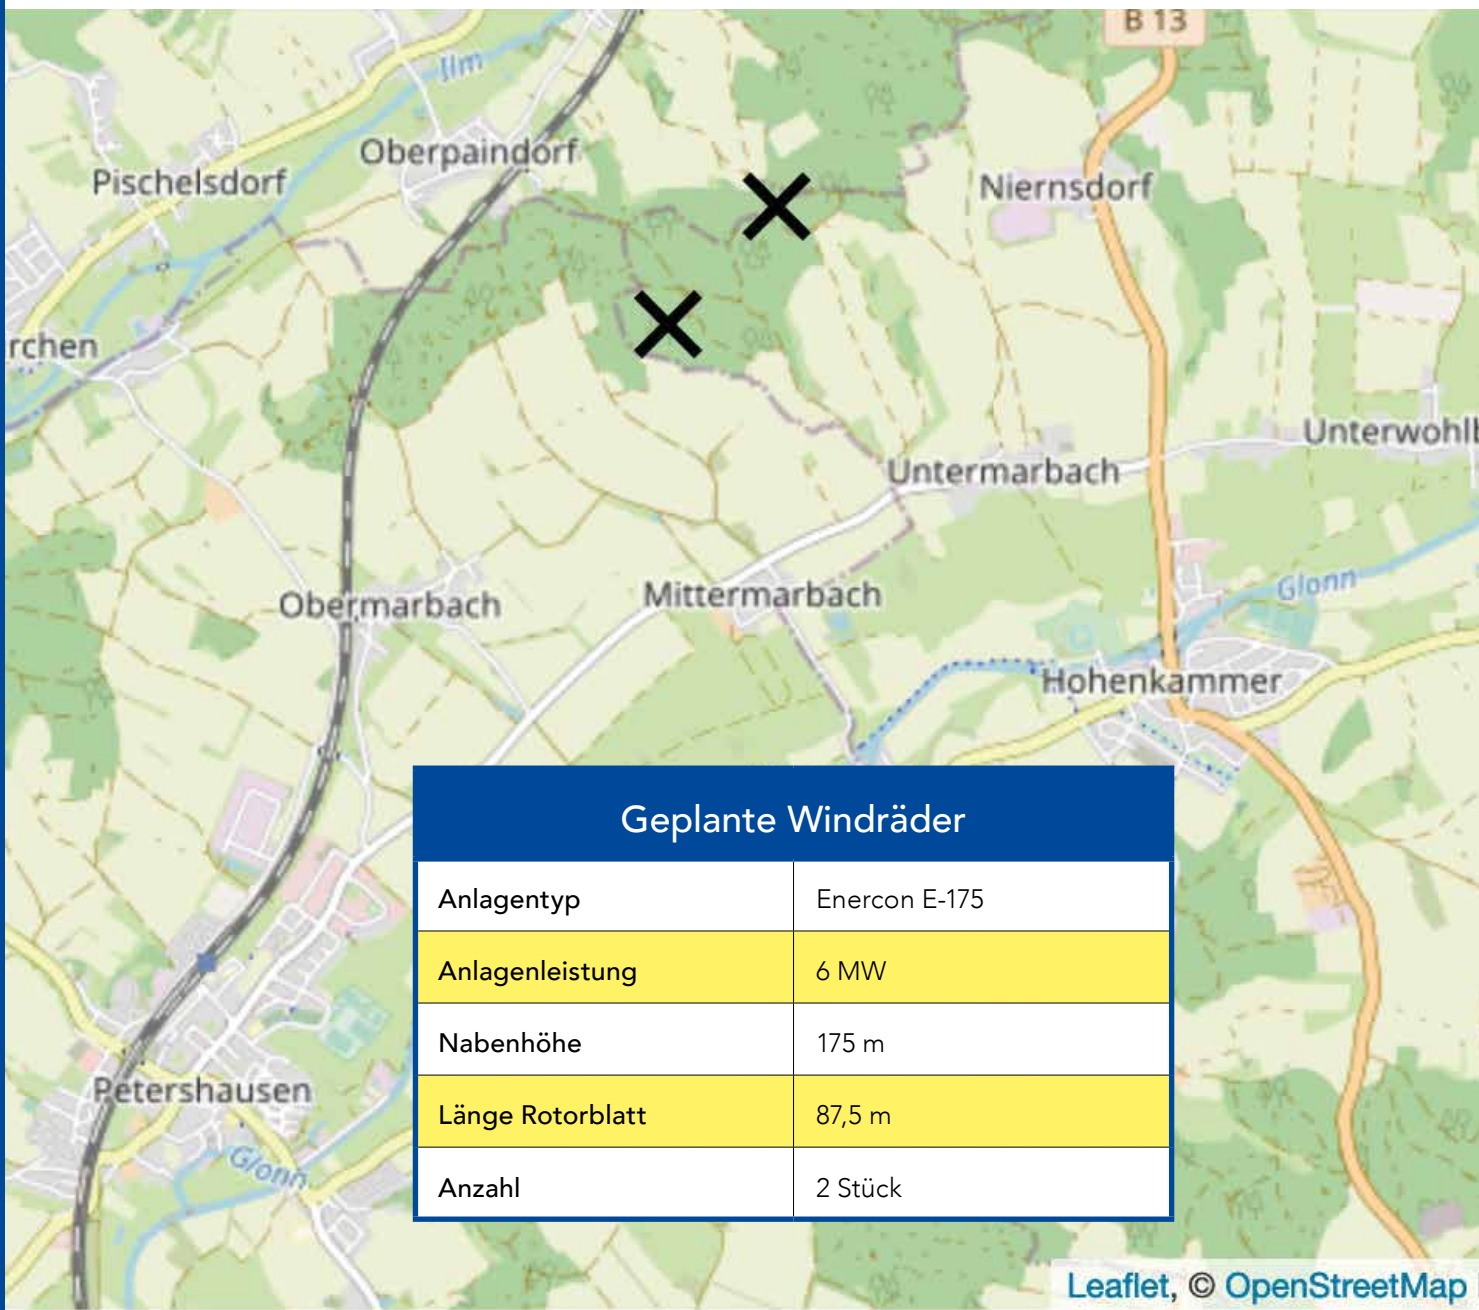 B 13
Ilm
Oberpaindorf
Pischelsdorf
Niernsdorf
rchen
Unterwohlb
Untermarbach
Glonn
Obermarbach
Mittermarbach
Hohenkammer
Geplante Windräder
Anlagentyp Enercon E-175
Anlagenleistung 6 MW
Nabenhöhe 175 m
Petershausen
Länge Rotorblatt 87,5 m
Glonn
Anzahl 2 Stück
Leaflet, © OpenStreetMap